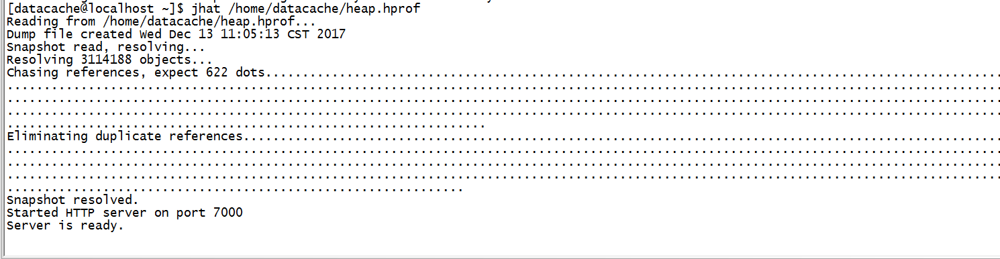 [datacache@localhost ~]$ jhat /home/datacache/heap.hprof
Reading from /home/datacache/heap.hprof...
Dump file created Wed Dec 13 11:05:13 CST 2017
Snapshot read, resolving...
Resolving 3114188 objects...
Chasing references, expect 622 dots....................................................................................................
.......................................................................................................................................
.......................................................................................................................................
.......................................................................................................................................
.................................................................
Eliminating duplicate references.......................................................................................................
.......................................................................................................................................
.......................................................................................................................................
.......................................................................................................................................
..............................................................
Snapshot resolved.
Started HTTP server on port 7000
Server is ready.